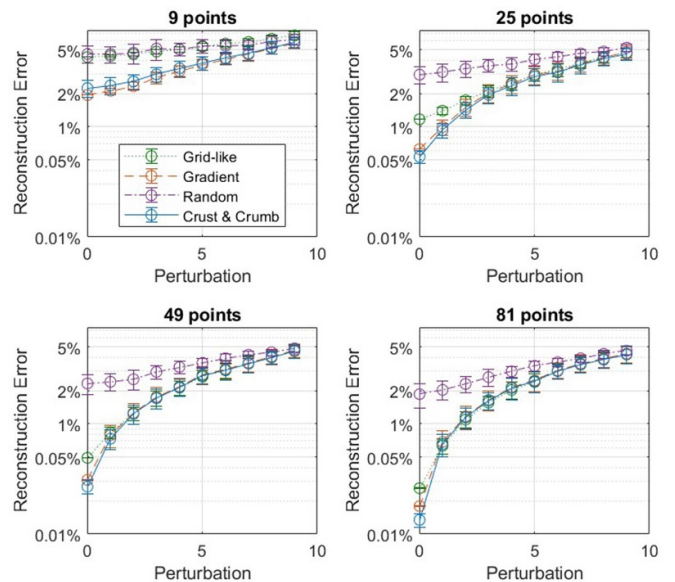 9 points
5%
2%
1%
0.05%
0.01%
Reconstruction Error
Grid-like
Gradient
Random
Crust & Crumb
0
5
10
Perturbation
25 points
5%
2%
1%
0.05%
0.01%
Reconstruction Error
0
5
10
Perturbation
49 points
5%
2%
1%
0.05%
0.01%
Reconstruction Error
0
5
10
Perturbation
81 points
5%
2%
1%
0.05%
0.01%
Reconstruction Error
0
5
10
Perturbation